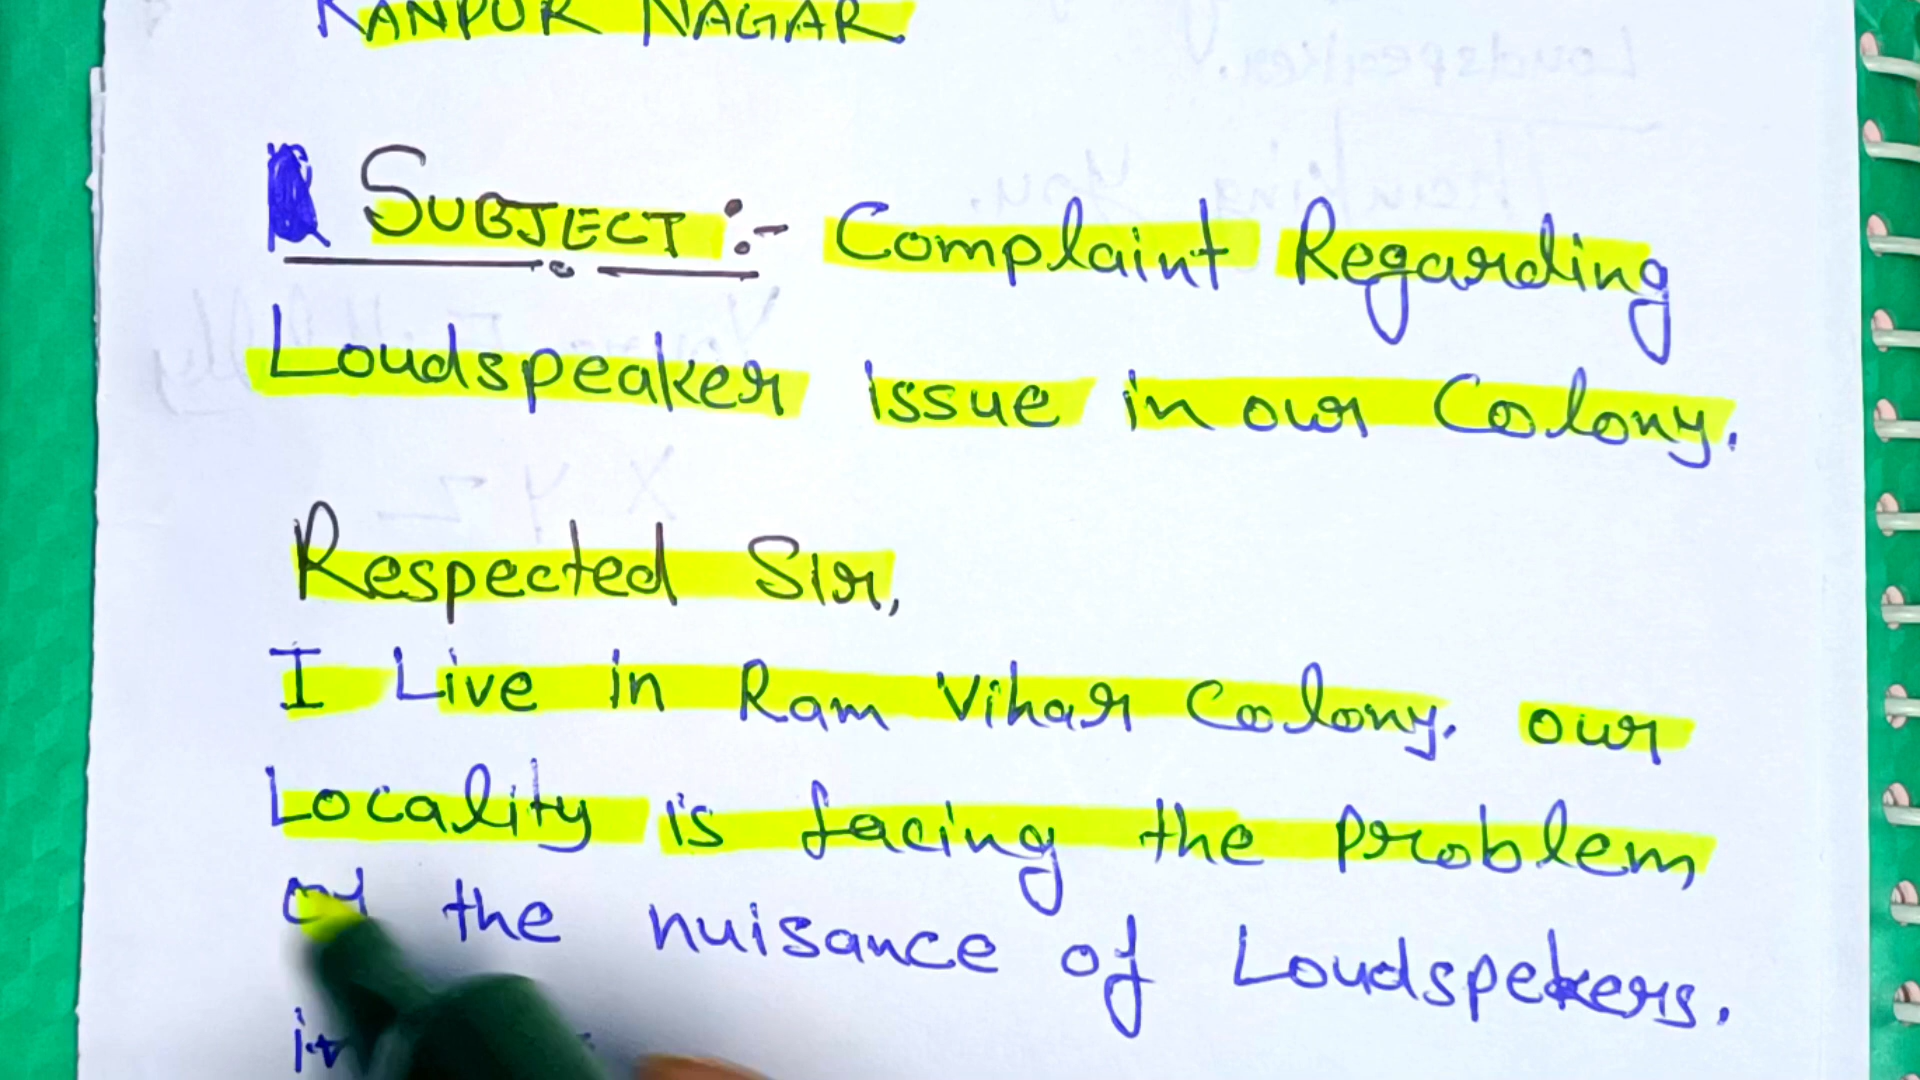 KANPUR NAGAR
SUBJECT :- Complaint Regarding
Loudspeaker issue in our Colony.
Respected Sir,
I Live in Ram Vihar Colony. our
Locality is facing the problem
of the nuisance of Loudspekers.